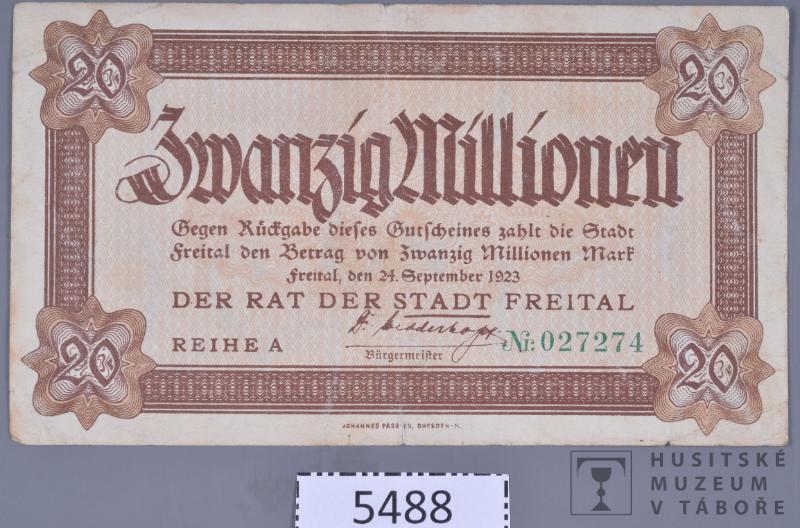 20 20
Zwanzig Millionen
Gegen Rückgabe dieses Gutscheines zahlt die Stadt
Freital den Betrag von Zwanzig Millionen Mark
Freital, den 24. September 1923
DER RAT DER STADT FREITAL
REIHE A
Bürgermeister
Nr. 027274
20 20
JOHANNES PÄSSLER, DRESDEN-N.
5488
HUSITSKÉ
MUZEUM
V TÁBOŘE